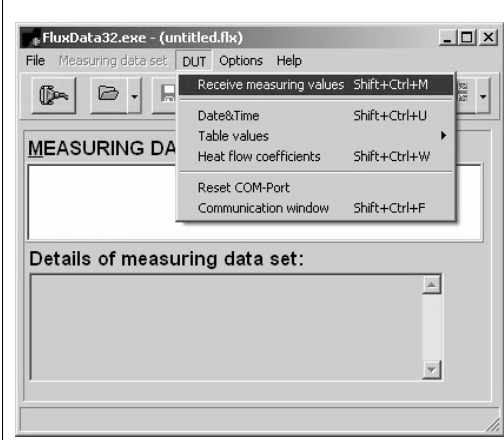 FluxData32.exe - (untitled.flx)
File Measuring data set DUT Options Help
Receive measuring values Shift+Ctrl+M
Date&Time Shift+Ctrl+U
Table values
Heat flow coefficients Shift+Ctrl+W
Reset COM-Port
Communication window Shift+Ctrl+F
MEASURING DA
Details of measuring data set: